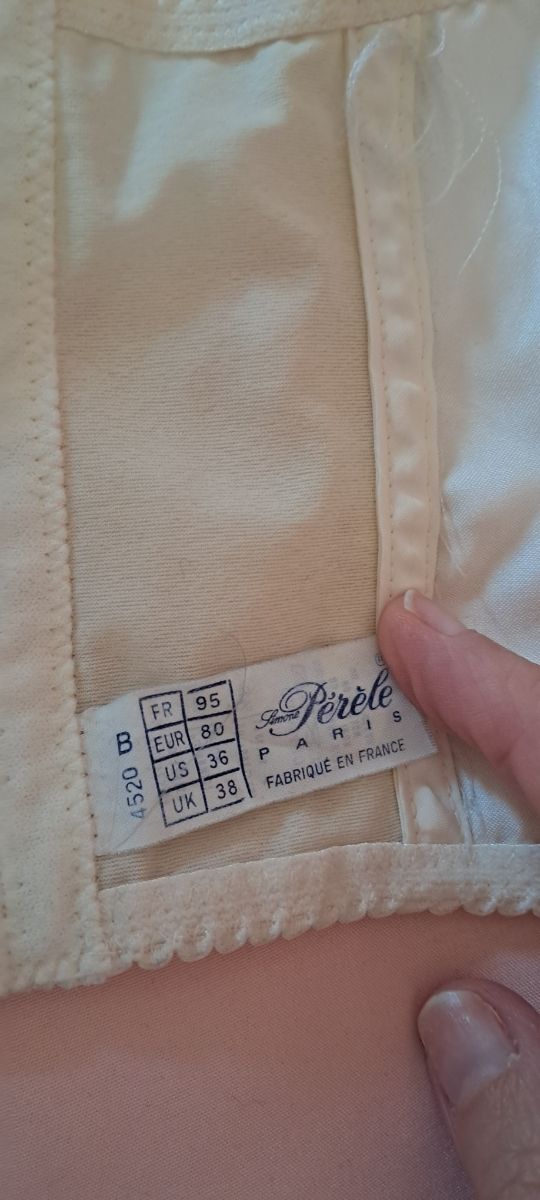 B
4520
FR 95
EUR 80
US 36
UK 38
Simone Pérèle ®
PARIS
FABRIQUÉ EN FRANCE